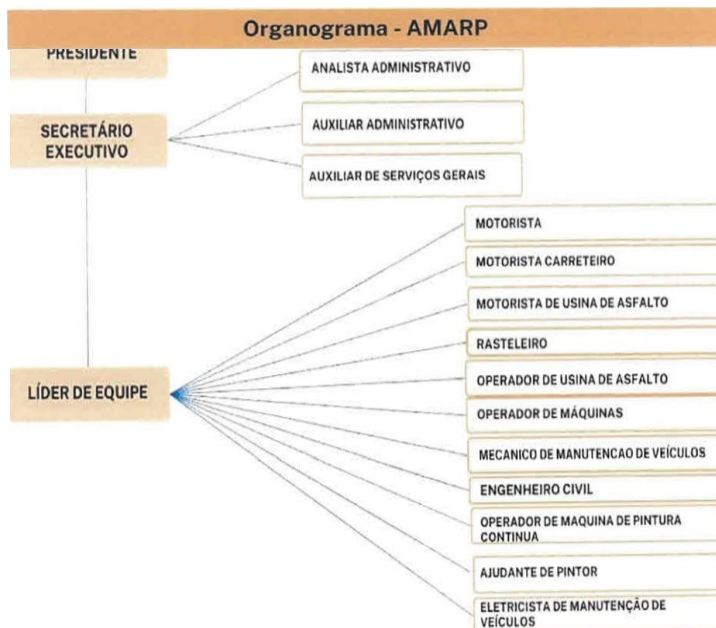 Organograma - AMARP
PRESIDENTE
ANALISTA ADMINISTRATIVO
SECRETÁRIO
EXECUTIVO
AUXILIAR ADMINISTRATIVO
AUXILIAR DE SERVIÇOS GERAIS
MOTORISTA
MOTORISTA CARRETEIRO
MOTORISTA DE USINA DE ASFALTO
RASTELEIRO
LÍDER DE EQUIPE
OPERADOR DE USINA DE ASFALTO
OPERADOR DE MÁQUINAS
MECANICO DE MANUTENCAO DE VEÍCULOS
ENGENHEIRO CIVIL
OPERADOR DE MAQUINA DE PINTURA
CONTINUA
AJUDANTE DE PINTOR
ELETRICISTA DE MANUTENÇÃO DE
VEÍCULOS